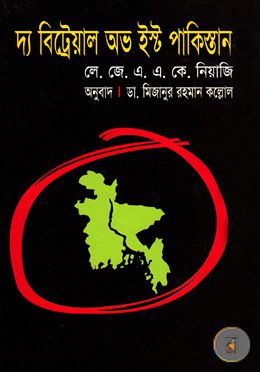 দ্য বিট্রেয়াল অভ ইস্ট পাকিস্তান
লে. জে. এ. এ. কে. নিয়াজি
অনুবাদ । ডা. মিজানুর রহমান কল্লোল